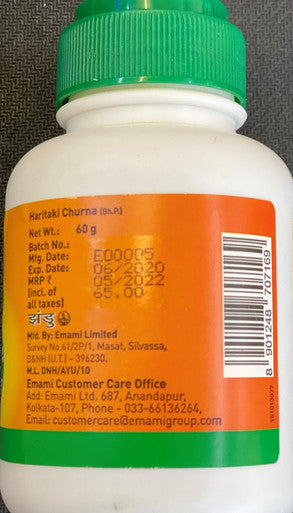 Haritaki Churna (Bh.P.)
Net Wt.: 60 g
Batch No.: E00005
Mfg. Date: 06/2020
Exp. Date: 05/2022
MRP ₹ 65.00
(incl. of
all taxes)
झंडु
Mfd. By: Emami Limited
Survey No.61/2P/1, Masat, Silvassa,
D&NH (U.T.) - 396230.
M.L. DNH/AYU/10
Emami Customer Care Office
Add: Emami Ltd. 687, Anandapur,
Kolkata-107, Phone - 033-66136264,
Email: customercare@emamigroup.com
8 901248 707169
151013077